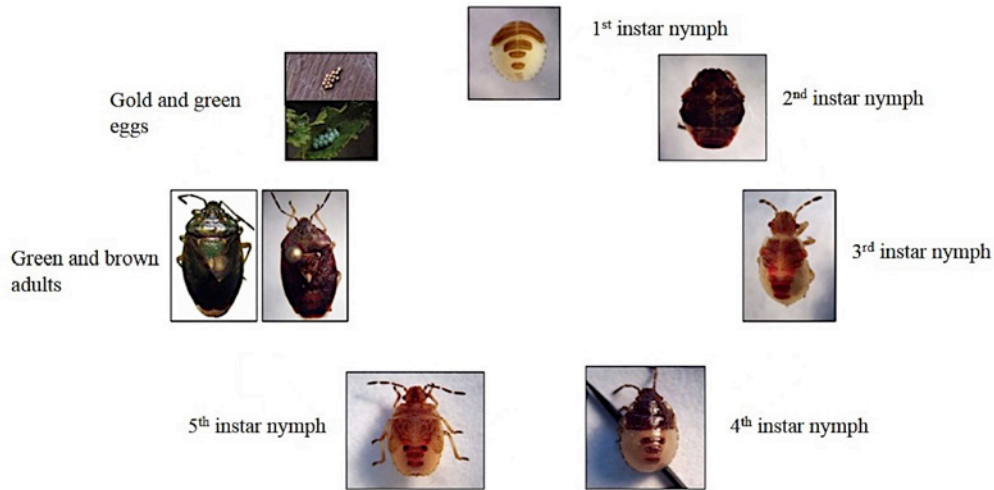 1st instar nymph
2nd instar nymph
3rd instar nymph
4th instar nymph
5th instar nymph
Green and brown
adults
Gold and green
eggs